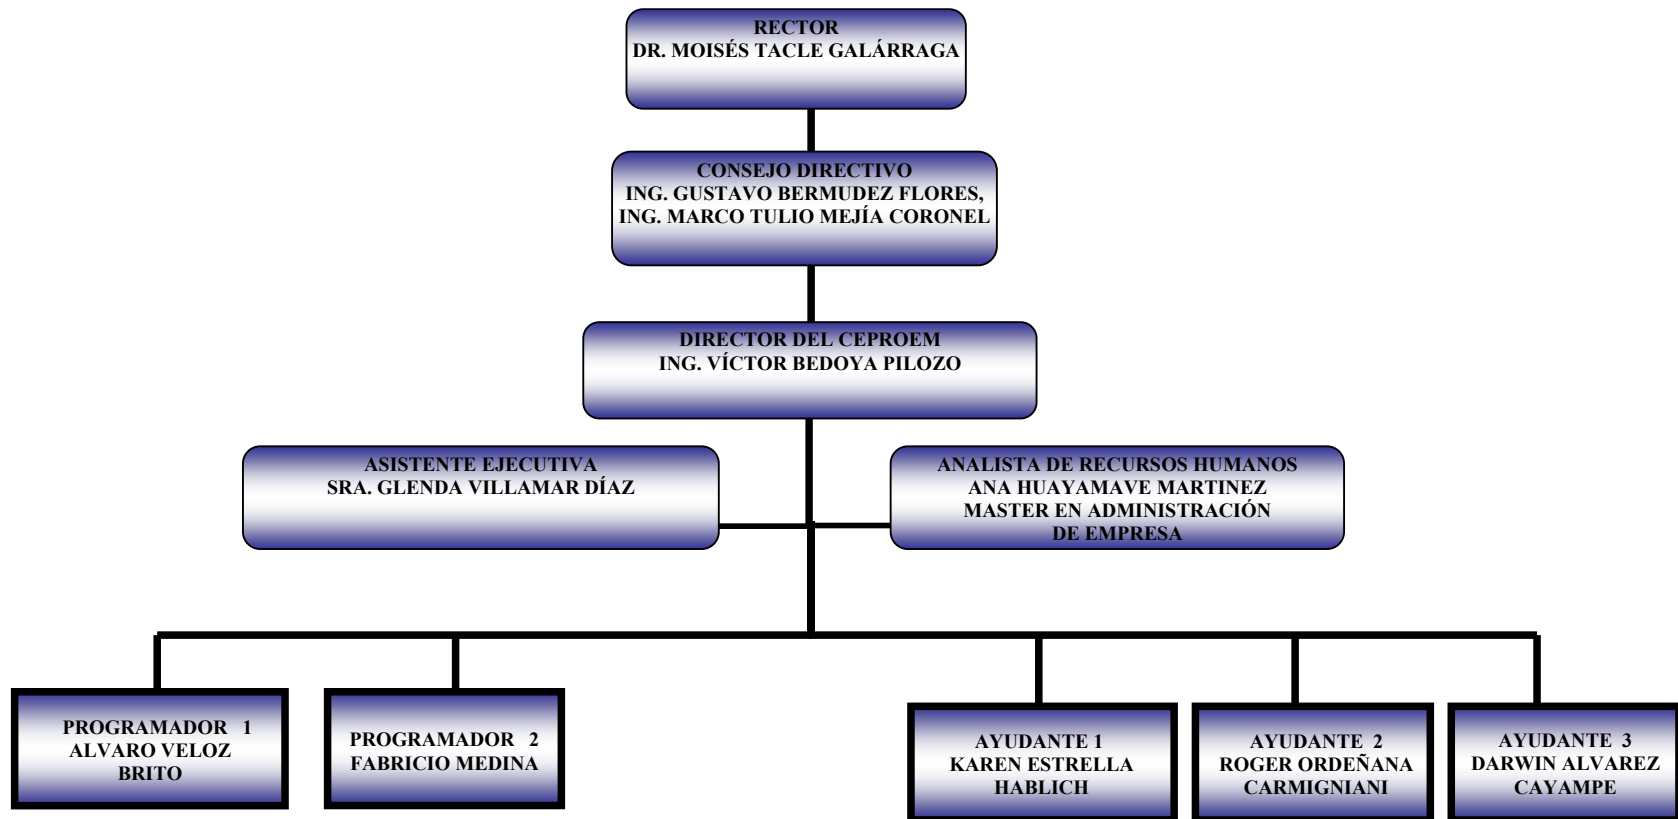 RECTOR
DR. MOISÉS TACLE GALÁRRAGA
CONSEJO DIRECTIVO
ING. GUSTAVO BERMUDEZ FLORES,
ING. MARCO TULIO MEJÍA CORONEL
DIRECTOR DEL CEPROEM
ING. VÍCTOR BEDOYA PILOZO
ASISTENTE EJECUTIVA
SRA. GLENDA VILLAMAR DÍAZ
ANALISTA DE RECURSOS HUMANOS
ANA HUAYAMAVE MARTINEZ
MASTER EN ADMINISTRACIÓN
DE EMPRESA
PROGRAMADOR 1
ALVARO VELOZ
BRITO
PROGRAMADOR 2
FABRICIO MEDINA
AYUDANTE 1
KAREN ESTRELLA
HABLICH
AYUDANTE 2
ROGER ORDEÑANA
CARMIGNIANI
AYUDANTE 3
DARWIN ALVAREZ
CAYAMPE